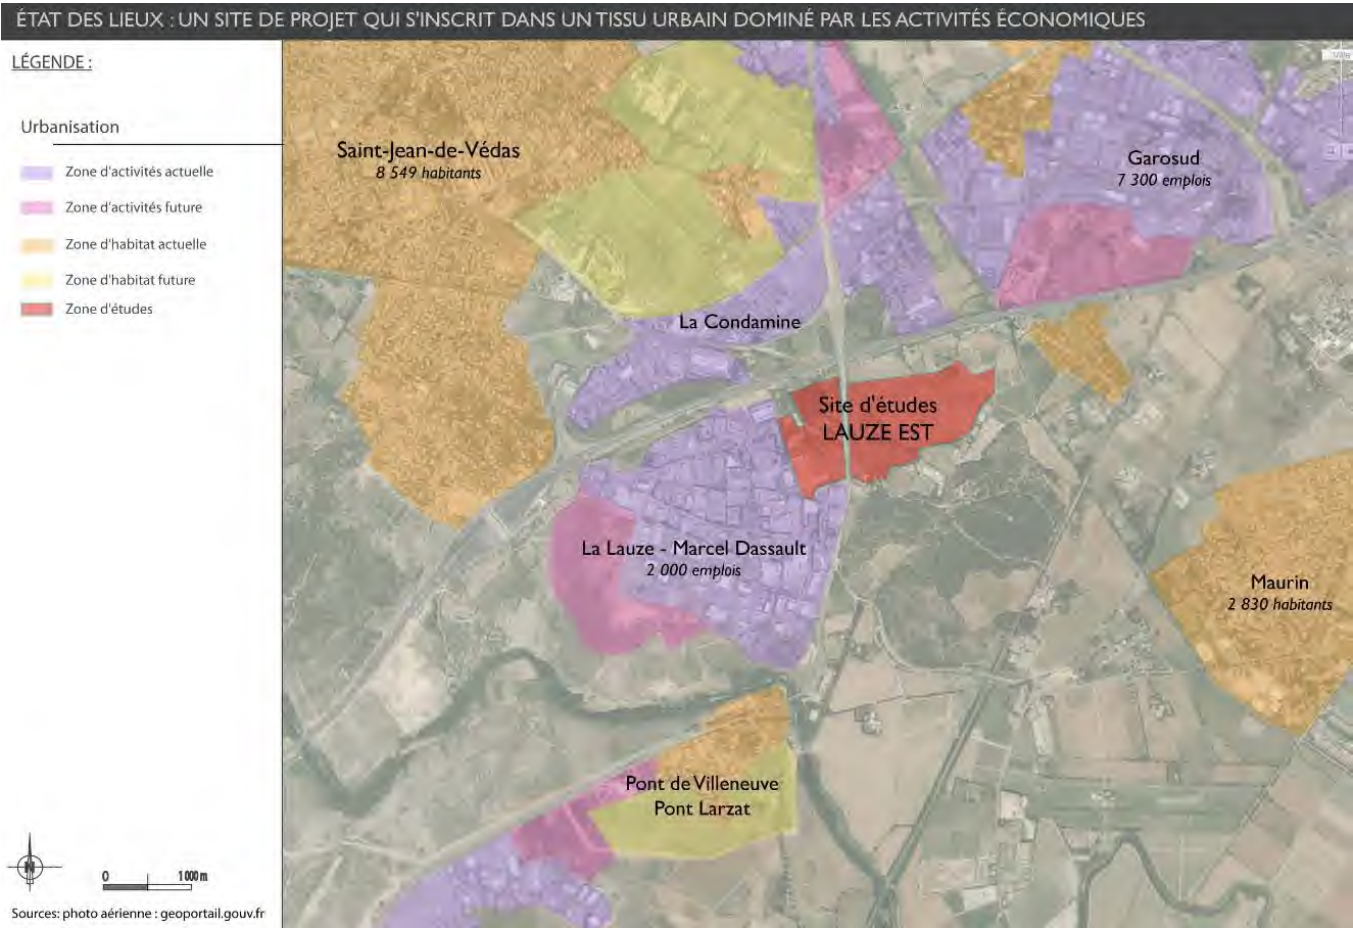 ÉTAT DES LIEUX : UN SITE DE PROJET QUI S'INSCRIT DANS UN TISSU URBAIN DOMINÉ PAR LES ACTIVITÉS ÉCONOMIQUES
LÉGENDE :
Urbanisation
Zone d'activités actuelle
Zone d'activités future
Zone d'habitat actuelle
Zone d'habitat future
Zone d'études
Saint-Jean-de-Védas
8 549 habitants
Garosud
7 300 emplois
La Condamine
Site d'études
LAUZE EST
La Lauze - Marcel Dassault
2 000 emplois
Maurin
2 830 habitants
Pont de Villeneuve
Pont Larzat
N
0 1000 m
Sources: photo aérienne : geoportail.gouv.fr